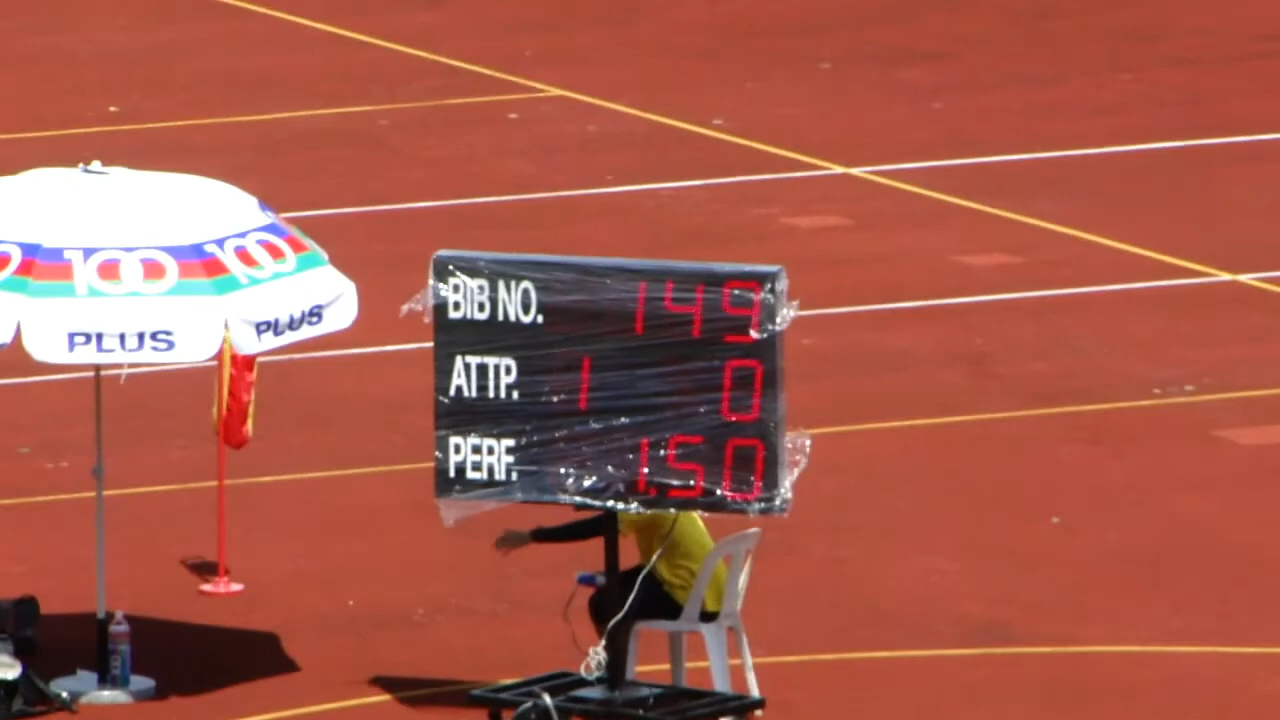 100 100
PLUS PLUS
BIB NO. 149
ATTP. 1 0
PERF. 1.50